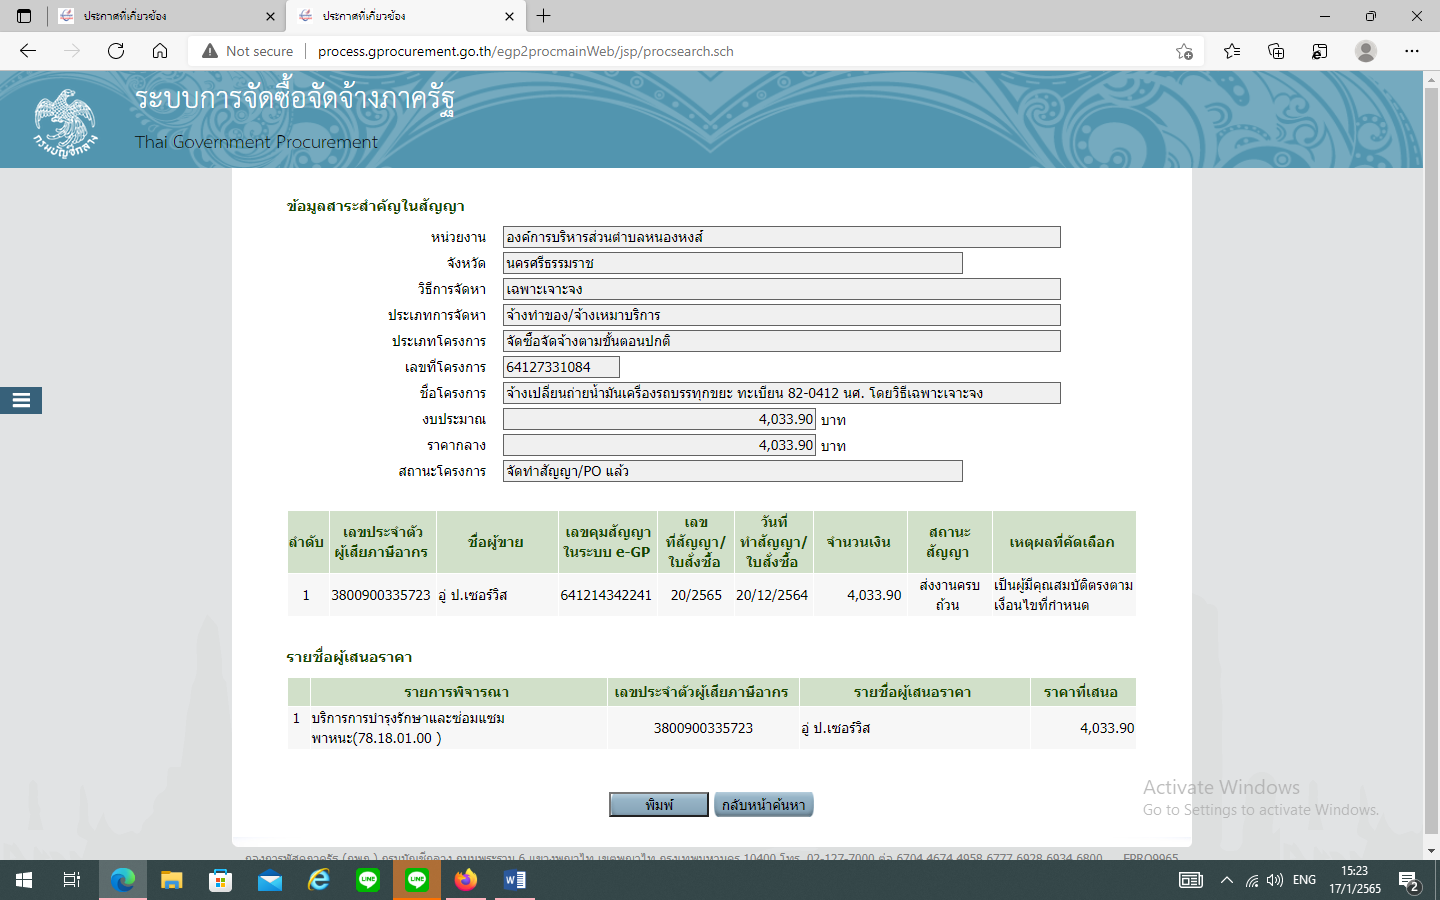 ประกาศที่เกี่ยวข้อง
ประกาศที่เกี่ยวข้อง
Not secure
process.gprocurement.go.th/egp2procmainWeb/jsp/procsearch.sch
ระบบการจัดซื้อจัดจ้างภาครัฐ
Thai Government Procurement
กรมบัญชีกลาง
ข้อมูลสาระสำคัญในสัญญา
หน่วยงาน องค์การบริหารส่วนตำบลหนองหงส์
จังหวัด นครศรีธรรมราช
วิธีการจัดหา เฉพาะเจาะจง
ประเภทการจัดหา จ้างทำของ/จ้างเหมาบริการ
ประเภทโครงการ จัดซื้อจัดจ้างตามขั้นตอนปกติ
เลขที่โครงการ 64127331084
ชื่อโครงการ จ้างเปลี่ยนถ่ายน้ำมันเครื่องรถบรรทุกขยะ ทะเบียน 82-0412 นศ. โดยวิธีเฉพาะเจาะจง
งบประมาณ 4,033.90 บาท
ราคากลาง 4,033.90 บาท
สถานะโครงการ จัดทำสัญญา/PO แล้ว
ลำดับ เลขประจำตัวผู้เสียภาษีอากร ชื่อผู้ขาย เลขคุมสัญญาในระบบ e-GP เลขที่สัญญา/ใบสั่งซื้อ วันที่ทำสัญญา/ใบสั่งซื้อ จำนวนเงิน สถานะสัญญา เหตุผลที่คัดเลือก
1 3800900335723 อู่ ป.เซอร์วิส 641214342241 20/2565 20/12/2564 4,033.90 ส่งงานครบถ้วน เป็นผู้มีคุณสมบัติตรงตามเงื่อนไขที่กำหนด
รายชื่อผู้เสนอราคา
รายการพิจารณา เลขประจำตัวผู้เสียภาษีอากร รายชื่อผู้เสนอราคา ราคาที่เสนอ
1 บริการการบำรุงรักษาและซ่อมแซมพาหนะ(78.18.01.00 ) 3800900335723 อู่ ป.เซอร์วิส 4,033.90
พิมพ์ กลับหน้าค้นหา
Activate Windows
Go to Settings to activate Windows.
ENG
15:23
17/1/2565
2